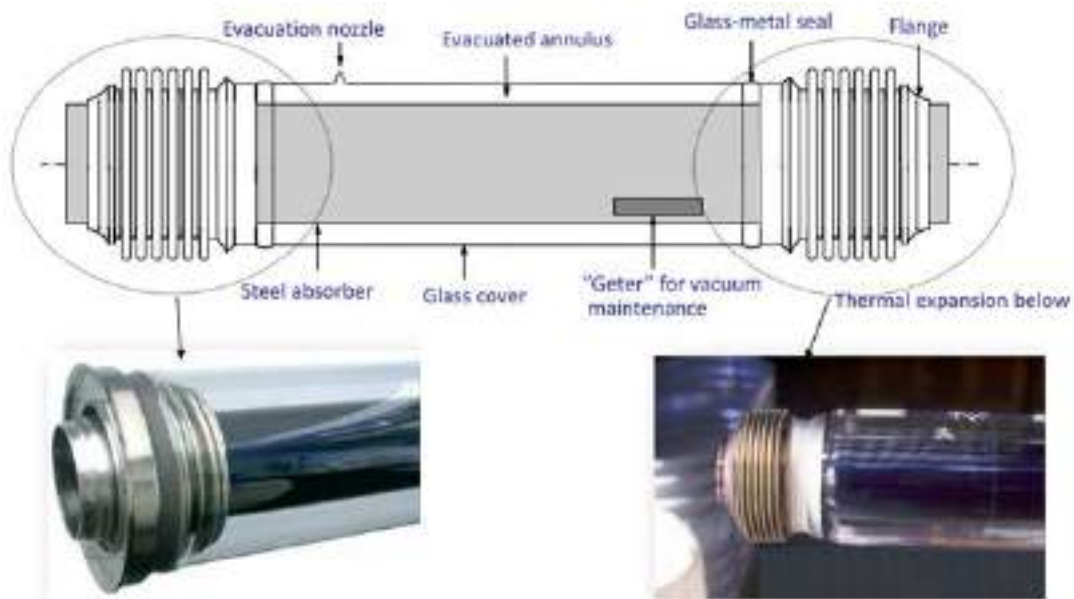 Evacuation nozzle
Evacuated annulus
Glass-metal seal
Flange
Steel absorber
Glass cover
"Geter" for vacuum
maintenance
Thermal expansion below